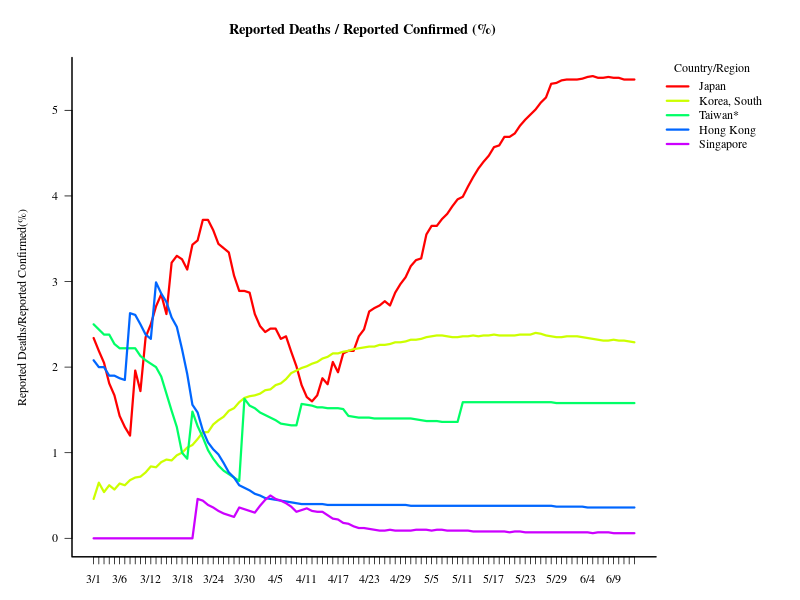 Reported Deaths / Reported Confirmed (%)
Country/Region
Japan
Korea, South
Taiwan*
Hong Kong
Singapore
Reported Deaths/Reported Confirmed(%)
5
4
3
2
1
0
3/1 3/6 3/12 3/18 3/24 3/30 4/5 4/11 4/17 4/23 4/29 5/5 5/11 5/17 5/23 5/29 6/4 6/9